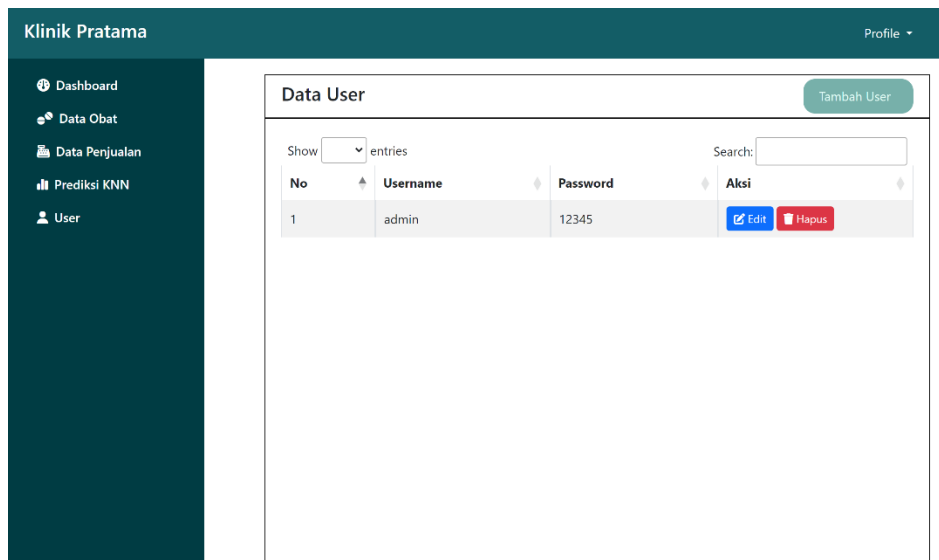 Klinik Pratama
Profile
Dashboard
Data Obat
Data Penjualan
Prediksi KNN
User
Data User
Tambah User
Show entries
Search:
No Username Password Aksi
1 admin 12345 Edit Hapus